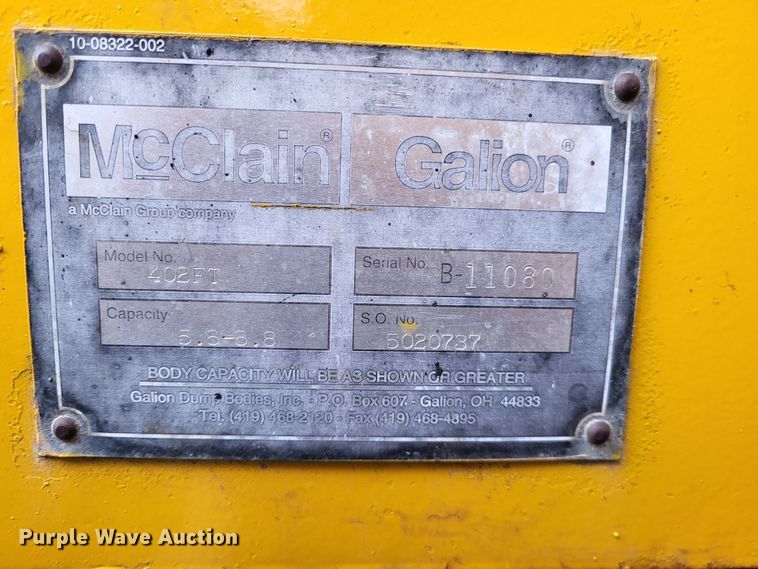 10-08322-002
McClain® Galion®
a McClain Group company
Model No. 402FT Serial No. B-11080
Capacity S.O. No. 5020737
BODY CAPACITY WILL BE AS SHOWN OR GREATER
Galion Dump Bodies, Inc. - P.O. Box 607 - Galion, OH 44833
Tel. (419) 468-2120 - Fax (419) 468-4895
Purple Wave Auction